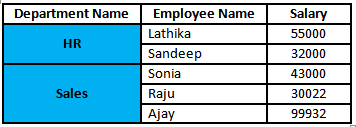 Department Name Employee Name Salary
HR Lathika 55000
Sandeep 32000
Sales Sonia 43000
Raju 30022
Ajay 99932